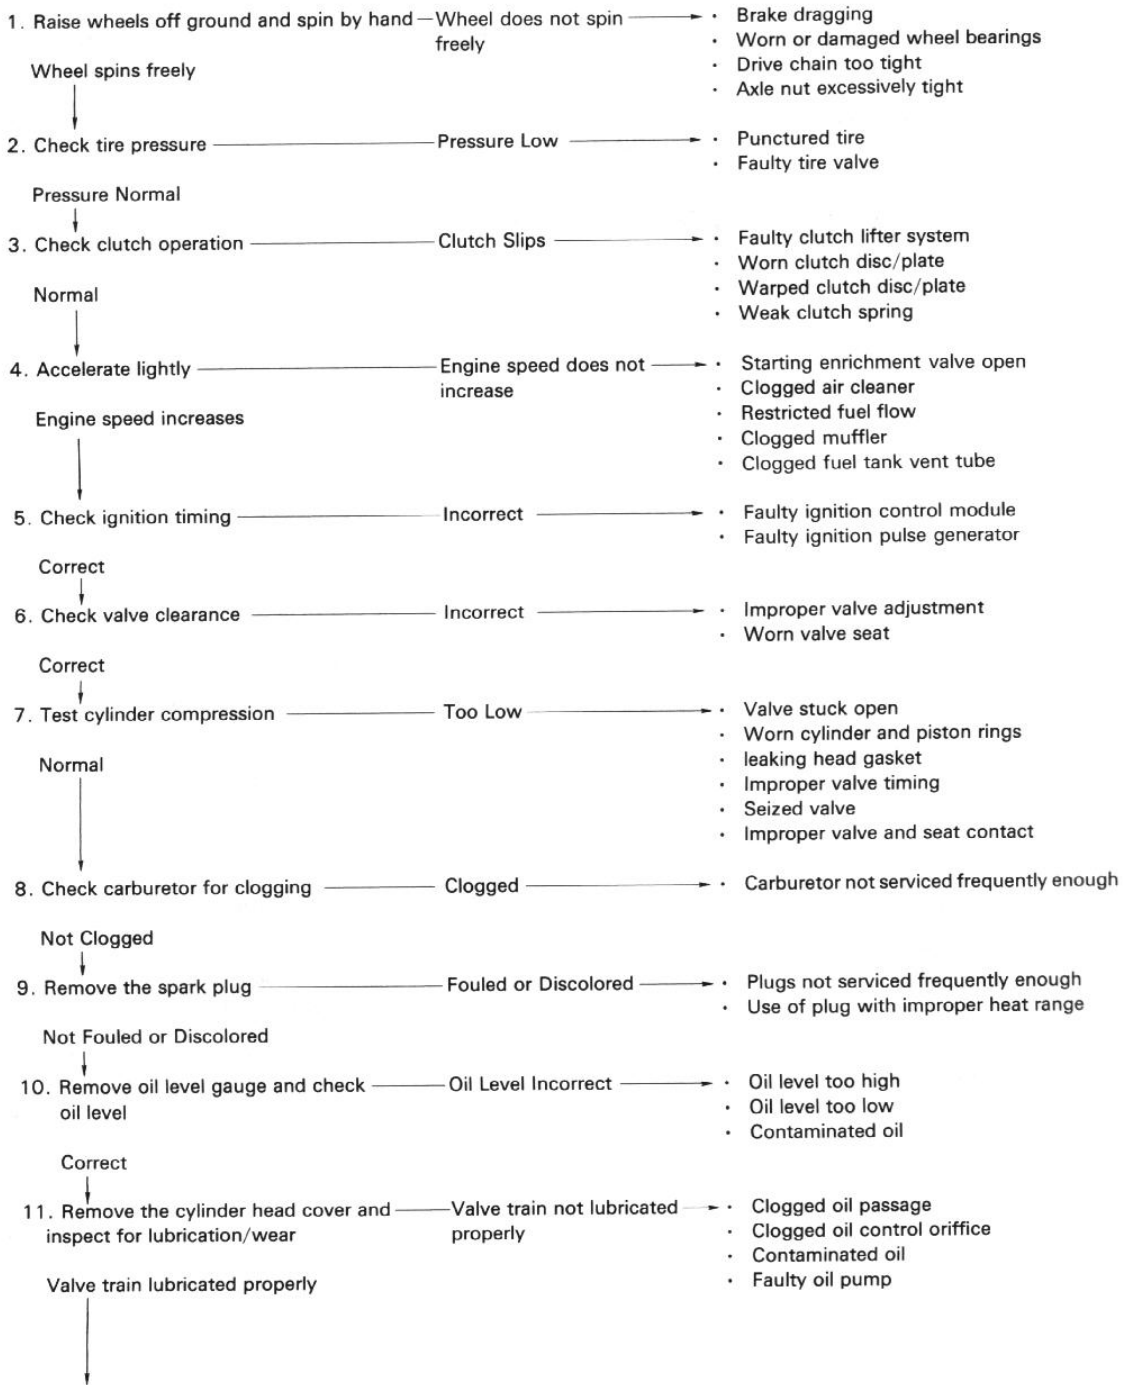 1. Raise wheels off ground and spin by hand Wheel does not spin freely
· Brake dragging
· Worn or damaged wheel bearings
· Drive chain too tight
· Axle nut excessively tight
Wheel spins freely
2. Check tire pressure Pressure Low
· Punctured tire
· Faulty tire valve
Pressure Normal
3. Check clutch operation Clutch Slips
· Faulty clutch lifter system
· Worn clutch disc/plate
· Warped clutch disc/plate
· Weak clutch spring
Normal
4. Accelerate lightly Engine speed does not increase
· Starting enrichment valve open
· Clogged air cleaner
· Restricted fuel flow
· Clogged muffler
· Clogged fuel tank vent tube
Engine speed increases
5. Check ignition timing Incorrect
· Faulty ignition control module
· Faulty ignition pulse generator
Correct
6. Check valve clearance Incorrect
· Improper valve adjustment
· Worn valve seat
Correct
7. Test cylinder compression Too Low
· Valve stuck open
· Worn cylinder and piston rings
· leaking head gasket
· Improper valve timing
· Seized valve
· Improper valve and seat contact
Normal
8. Check carburetor for clogging Clogged
· Carburetor not serviced frequently enough
Not Clogged
9. Remove the spark plug Fouled or Discolored
· Plugs not serviced frequently enough
· Use of plug with improper heat range
Not Fouled or Discolored
10. Remove oil level gauge and check
oil level
Oil Level Incorrect
· Oil level too high
· Oil level too low
· Contaminated oil
Correct
11. Remove the cylinder head cover and
inspect for lubrication/wear
Valve train not lubricated
properly
· Clogged oil passage
· Clogged oil control oriffice
· Contaminated oil
· Faulty oil pump
Valve train lubricated properly